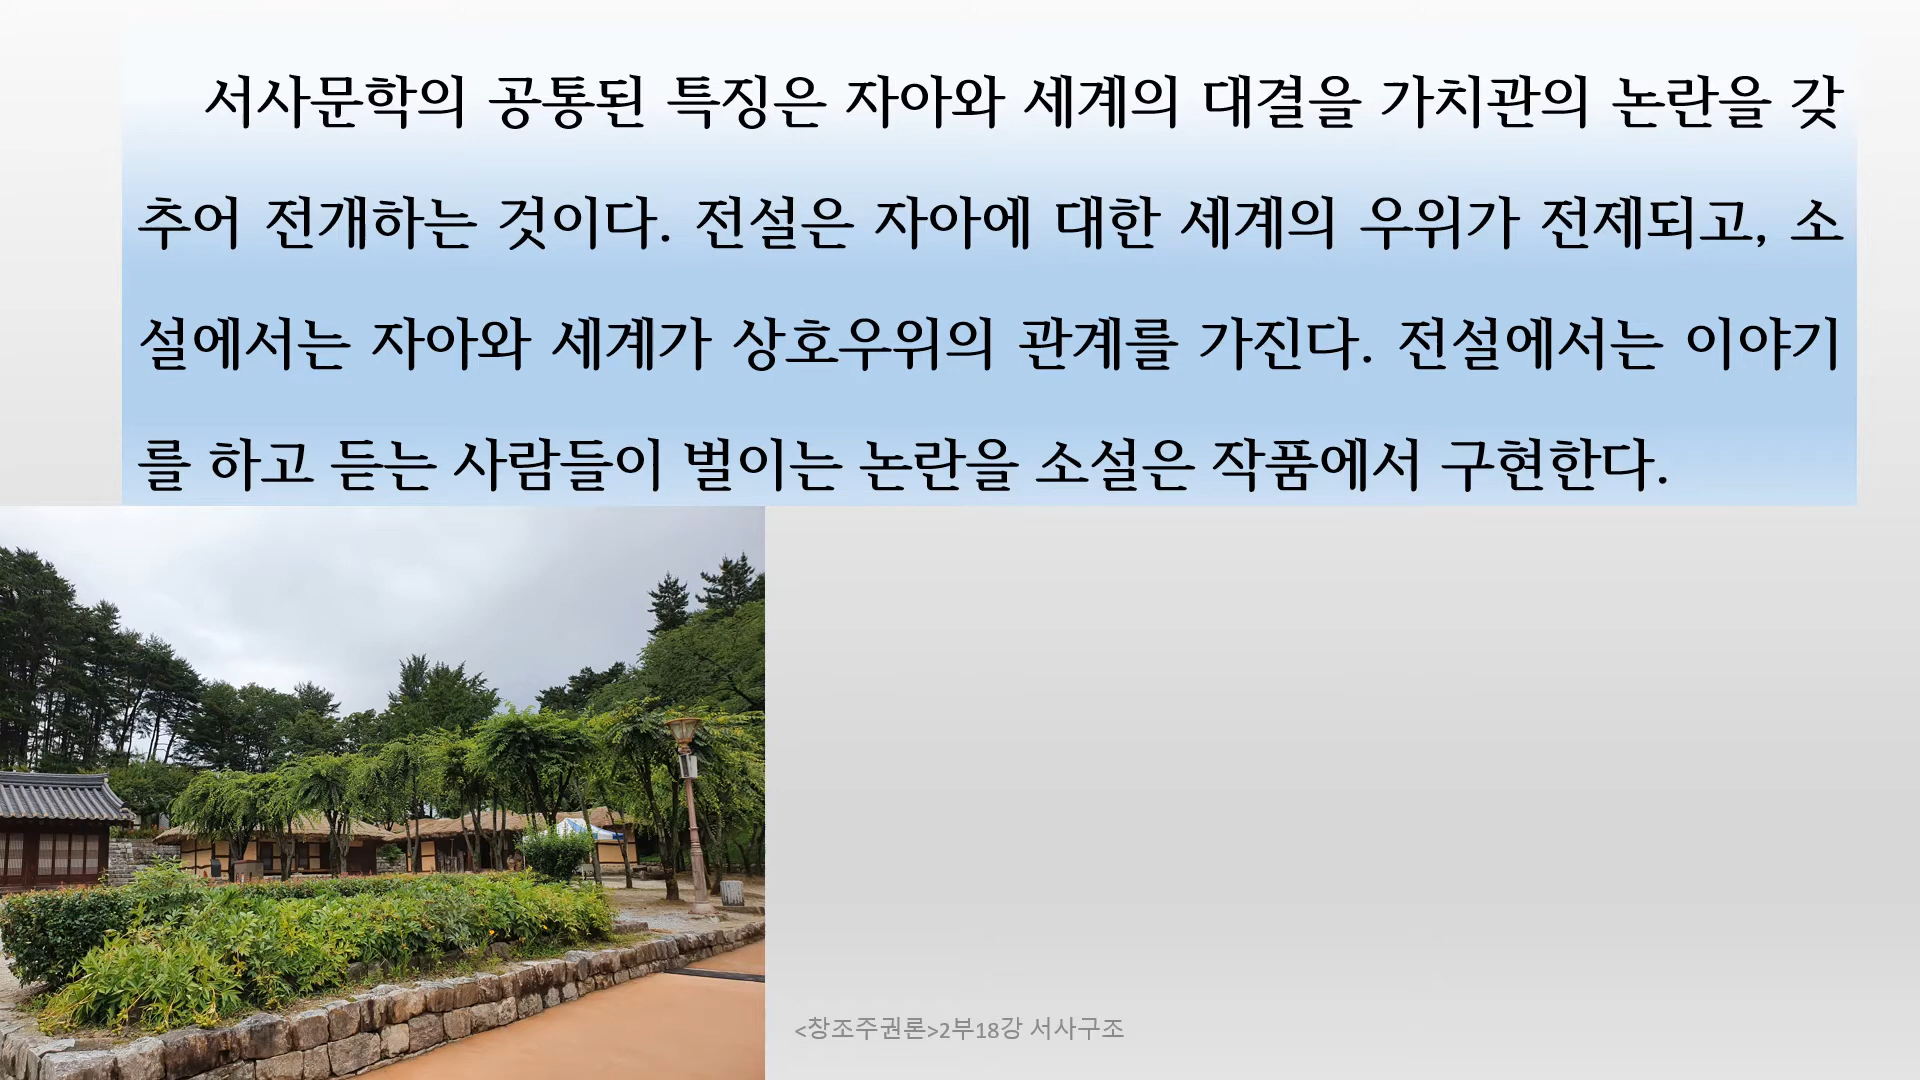 서사문학의 공통된 특징은 자아와 세계의 대결을 가치관의 논란을 갖
추어 전개하는 것이다. 전설은 자아에 대한 세계의 우위가 전제되고, 소
설에서는 자아와 세계가 상호우위의 관계를 가진다. 전설에서는 이야기
를 하고 듣는 사람들이 벌이는 논란을 소설은 작품에서 구현한다.
<창조주권론>2부18강 서사구조